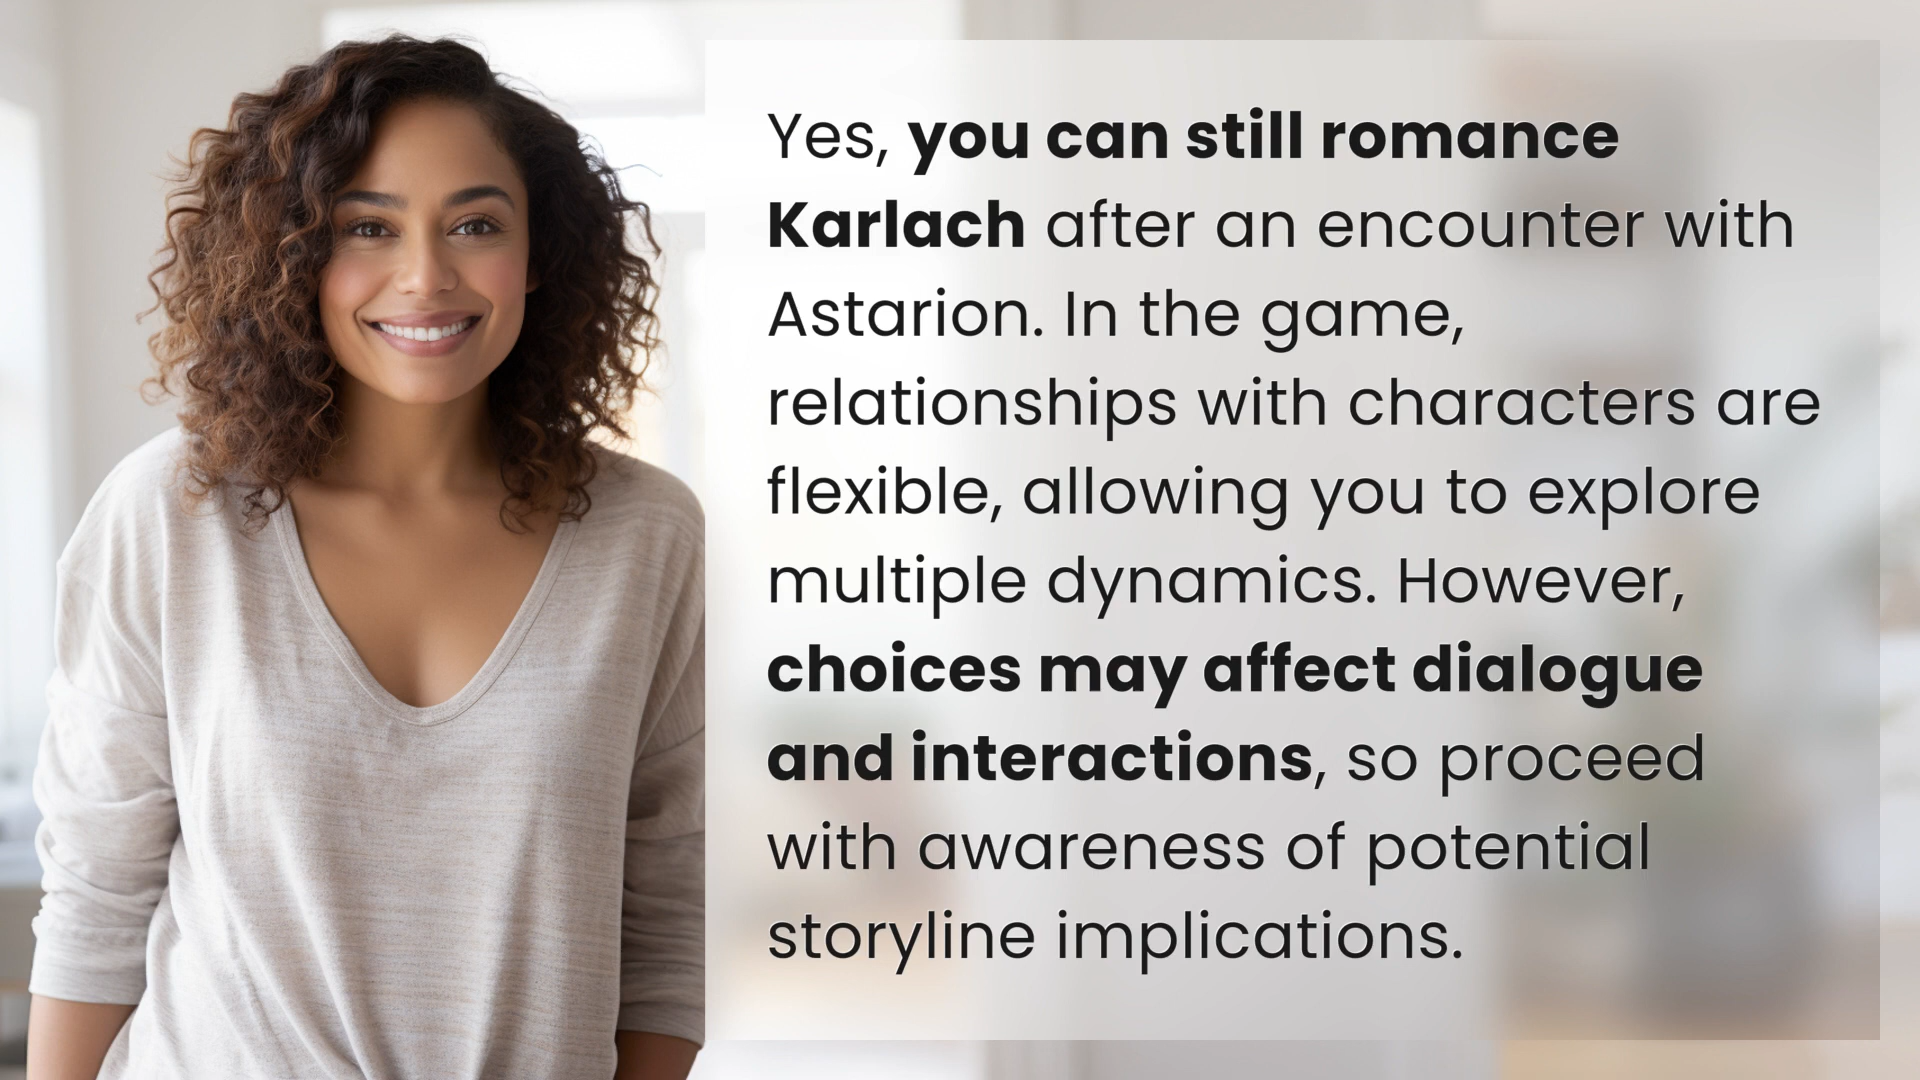 Yes, you can still romance
Karlach after an encounter with
Astarion. In the game,
relationships with characters are
flexible, allowing you to explore
multiple dynamics. However,
choices may affect dialogue
and interactions, so proceed
with awareness of potential
storyline implications.